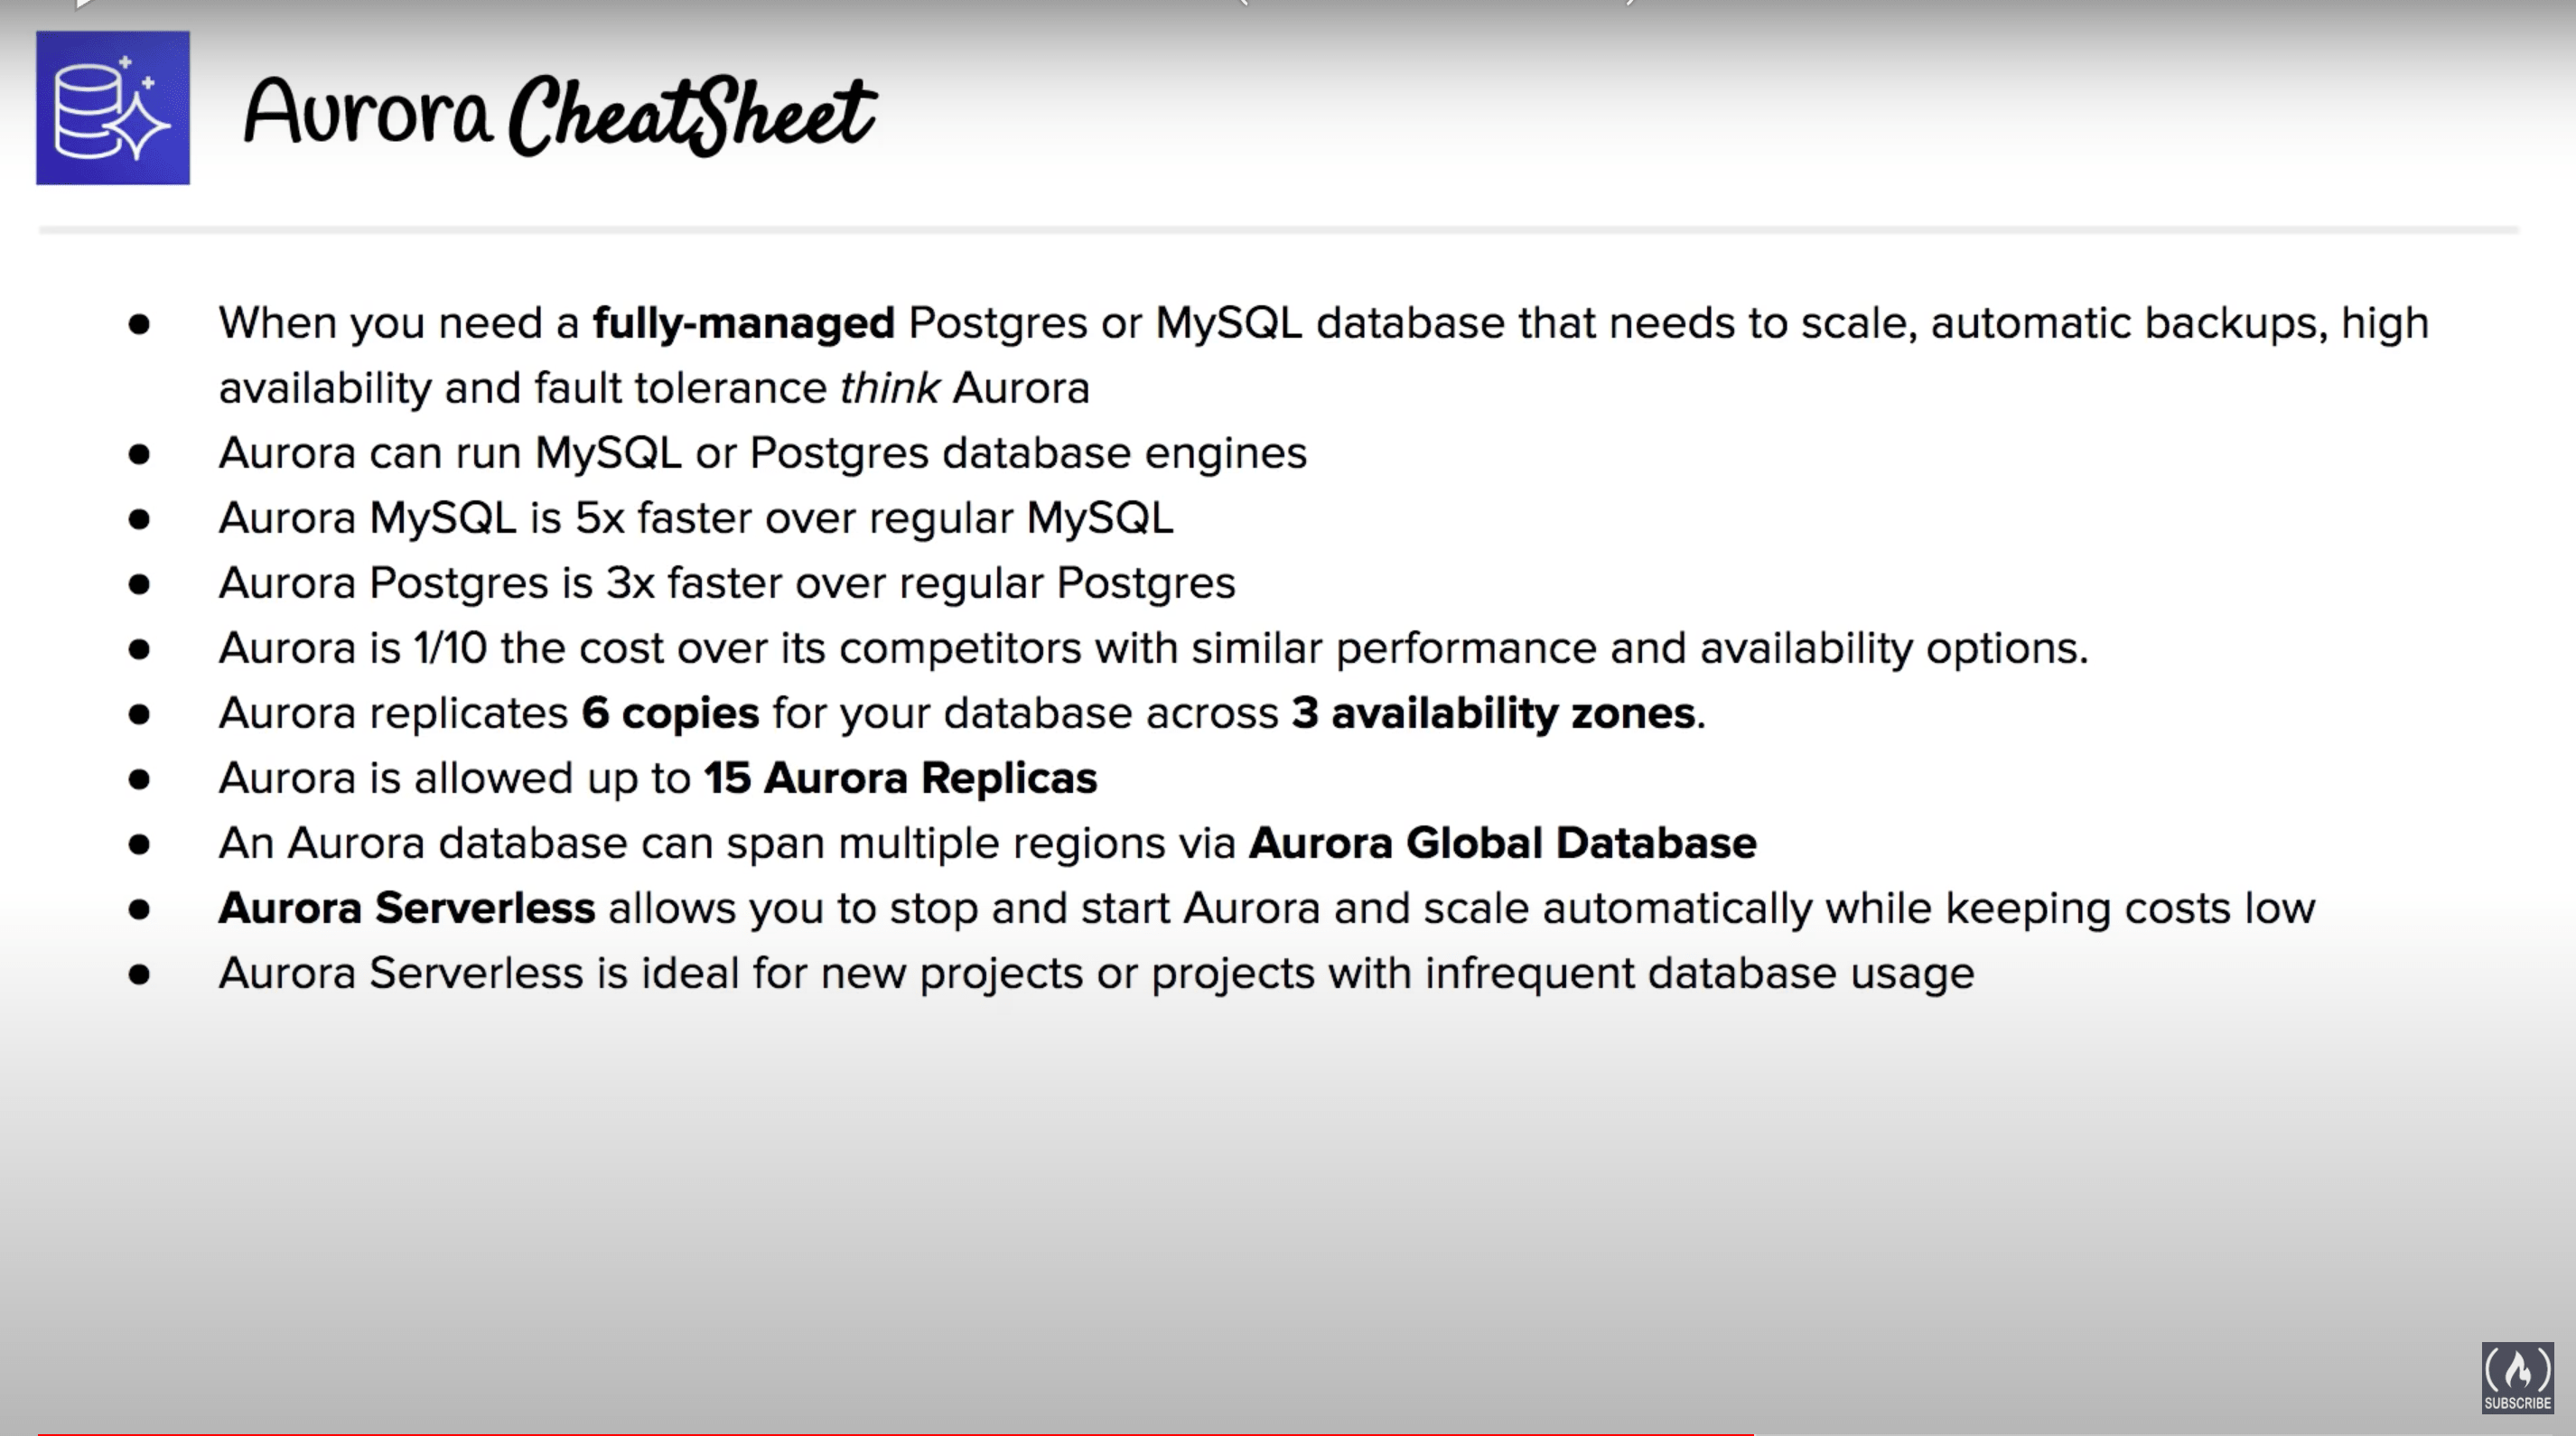 Aurora CheatSheet
● When you need a fully-managed Postgres or MySQL database that needs to scale, automatic backups, high
availability and fault tolerance think Aurora
● Aurora can run MySQL or Postgres database engines
● Aurora MySQL is 5x faster over regular MySQL
● Aurora Postgres is 3x faster over regular Postgres
● Aurora is 1/10 the cost over its competitors with similar performance and availability options.
● Aurora replicates 6 copies for your database across 3 availability zones.
● Aurora is allowed up to 15 Aurora Replicas
● An Aurora database can span multiple regions via Aurora Global Database
● Aurora Serverless allows you to stop and start Aurora and scale automatically while keeping costs low
● Aurora Serverless is ideal for new projects or projects with infrequent database usage
SUBSCRIBE